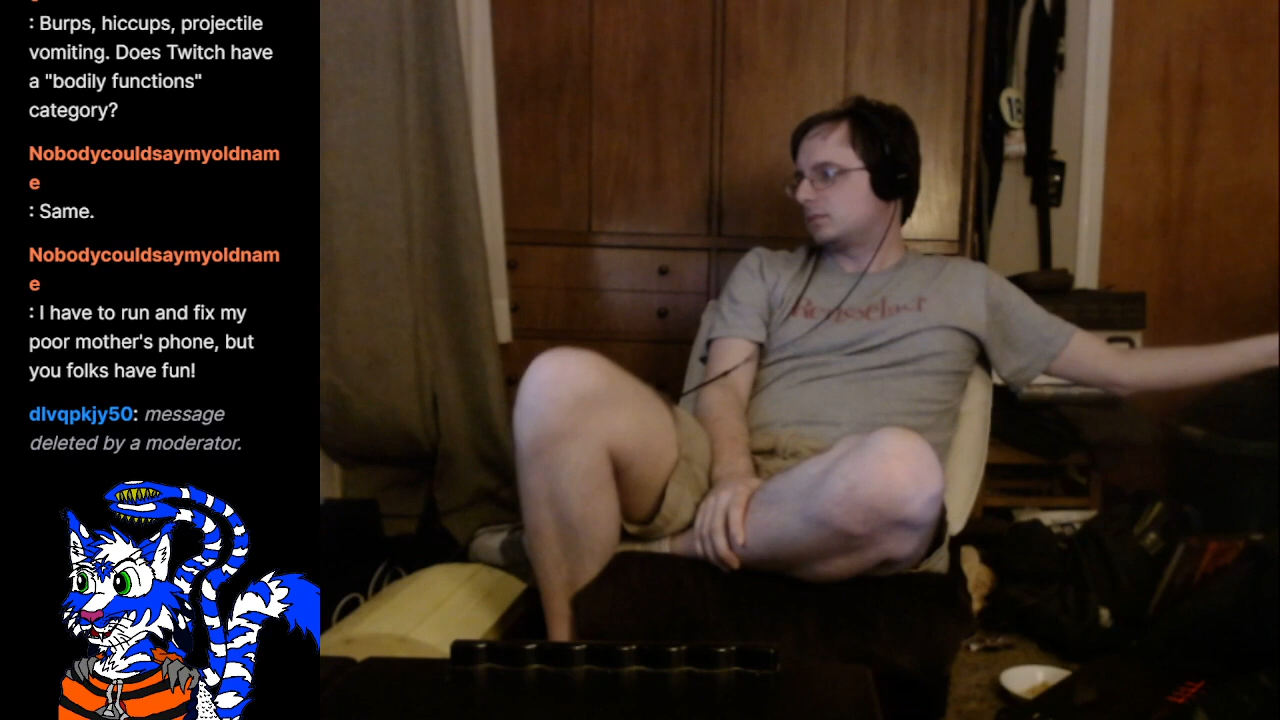 : Burps, hiccups, projectile
vomiting. Does Twitch have
a "bodily functions"
category?
Nobodycouldsaymyoldnam
e
: Same.
Nobodycouldsaymyoldnam
e
: I have to run and fix my
poor mother's phone, but
you folks have fun!
dlvqpkjy50: message
deleted by a moderator.
18